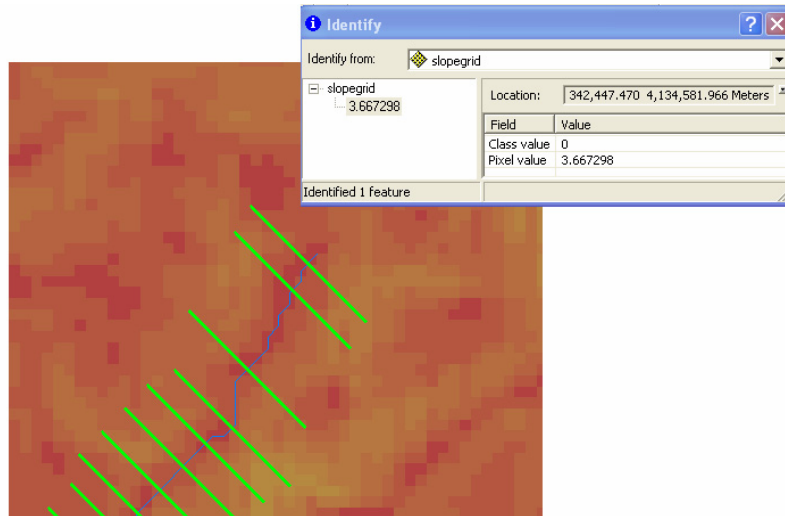 Identify
Identify from: slopegrid
slopegrid
3.667298
Location: 342,447.470 4,134,581.966 Meters
Field Value
Class value 0
Pixel value 3.667298
Identified 1 feature